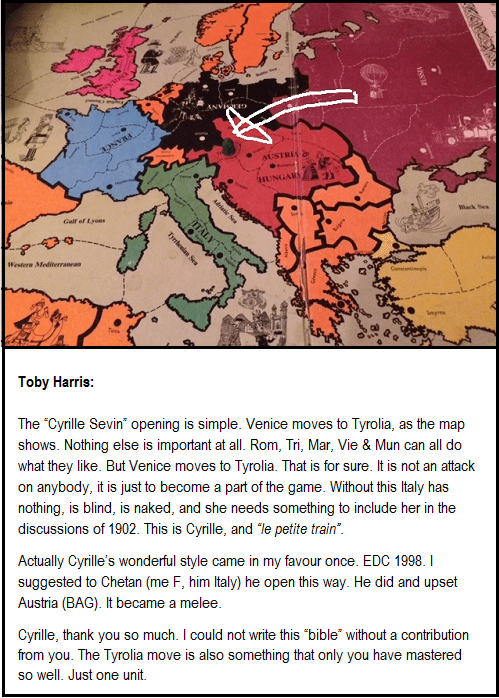 GERMANY
RUSSIA
FRANCE
AUSTRIA
HUNGARY
ITALY
Adriatic Sea
Gulf of Lyons
Tyrrhenian Sea
Western Mediterranean
Black Sea
Constantinople
Smyrna
Tunis
Toby Harris:
The “Cyrille Sevin” opening is simple. Venice moves to Tyrolia, as the map
shows. Nothing else is important at all. Rom, Tri, Mar, Vie & Mun can all do
what they like. But Venice moves to Tyrolia. That is for sure. It is not an attack
on anybody, it is just to become a part of the game. Without this Italy has
nothing, is blind, is naked, and she needs something to include her in the
discussions of 1902. This is Cyrille, and “le petite train”.
Actually Cyrille’s wonderful style came in my favour once. EDC 1998. I
suggested to Chetan (me F, him Italy) he open this way. He did and upset
Austria (BAG). It became a melee.
Cyrille, thank you so much. I could not write this “bible” without a contribution
from you. The Tyrolia move is also something that only you have mastered
so well. Just one unit.